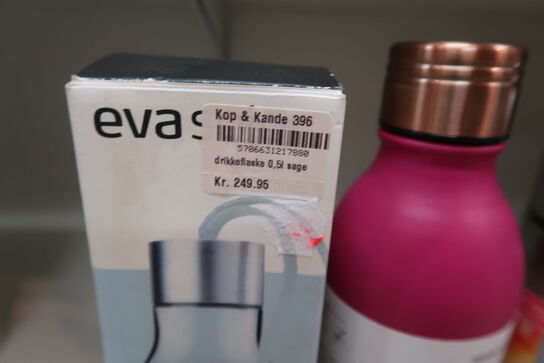 eva s
Kop & Kande 396
5706631217880
drikkeflaske 0,5l sage
Kr. 249.95